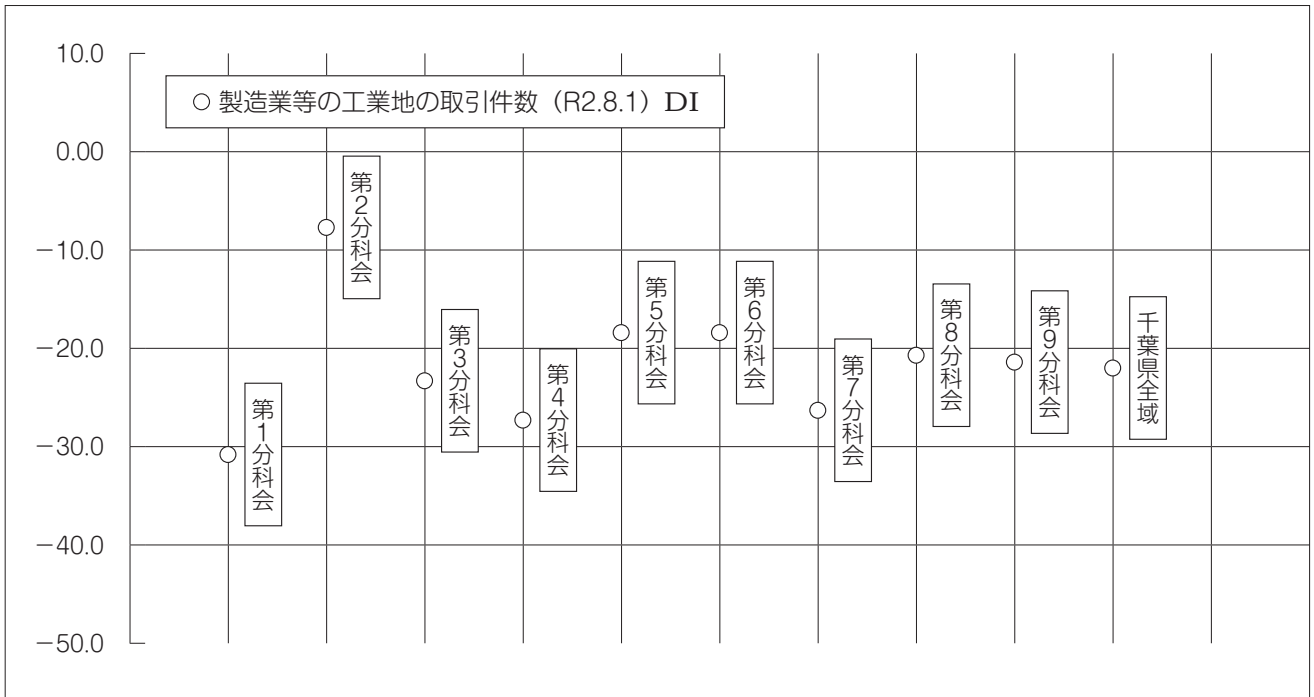 10.0
0.00
−10.0
−20.0
−30.0
−40.0
−50.0
○ 製造業等の工業地の取引件数（R2.8.1）DI
第1分科会
第2分科会
第3分科会
第4分科会
第5分科会
第6分科会
第7分科会
第8分科会
第9分科会
千葉県全域